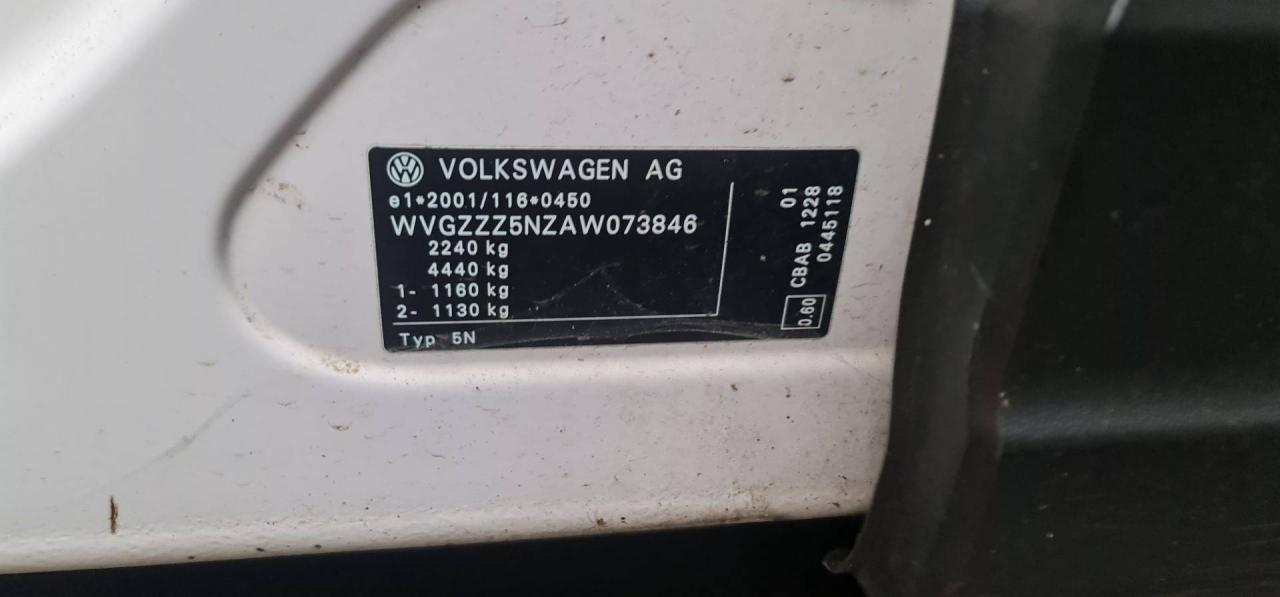 VOLKSWAGEN AG
e1*2001/116*0450
WVGZZZ5NZAW073846
2240 kg
4440 kg
1- 1160 kg
2- 1130 kg
Typ 5N
01
CBAB 1228
0445118
0.60